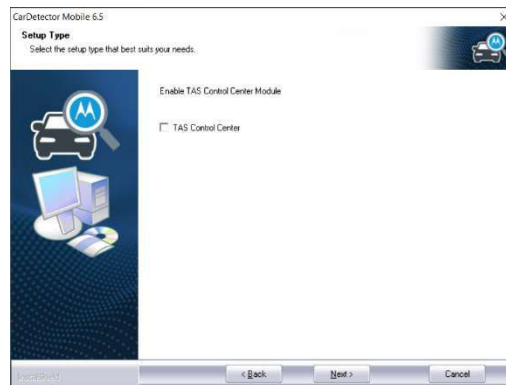 CarDetector Mobile 6.5
Setup Type
Select the setup type that best suits your needs.
Enable TAS Control Center Module
TAS Control Center
InstallShield
< Back
Next >
Cancel